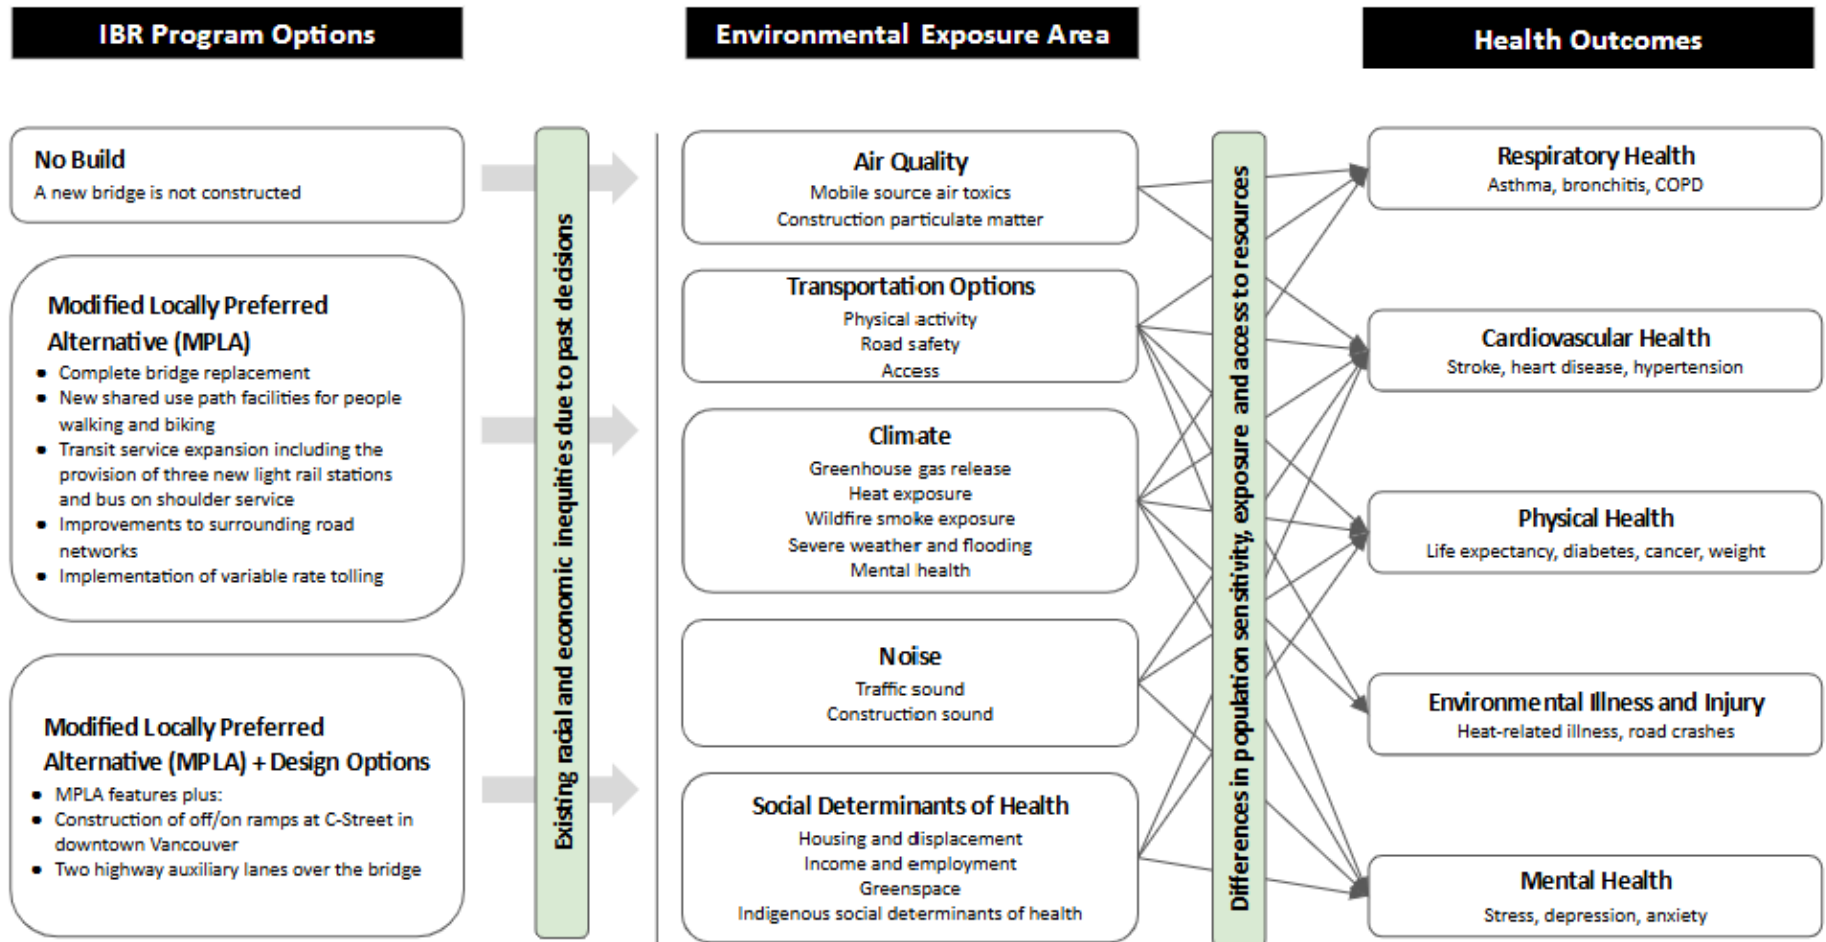 IBR Program Options
No Build
A new bridge is not constructed
Modified Locally Preferred
Alternative (MPLA)
● Complete bridge replacement
● New shared use path facilities for people
walking and biking
● Transit service expansion including the
provision of three new light rail stations
and bus on shoulder service
● Improvements to surrounding road
networks
● Implementation of variable rate tolling
Modified Locally Preferred
Alternative (MPLA) + Design Options
● MPLA features plus:
● Construction of off/on ramps at C-Street in
downtown Vancouver
● Two highway auxiliary lanes over the bridge
Existing racial and economic inequities due to past decisions
Environmental Exposure Area
Air Quality
Mobile source air toxics
Construction particulate matter
Transportation Options
Physical activity
Road safety
Access
Climate
Greenhouse gas release
Heat exposure
Wildfire smoke exposure
Severe weather and flooding
Mental health
Noise
Traffic sound
Construction sound
Social Determinants of Health
Housing and displacement
Income and employment
Greenspace
Indigenous social determinants of health
Differences in population sensitivity, exposure and access to resources
Health Outcomes
Respiratory Health
Asthma, bronchitis, COPD
Cardiovascular Health
Stroke, heart disease, hypertension
Physical Health
Life expectancy, diabetes, cancer, weight
Environmental Illness and Injury
Heat-related illness, road crashes
Mental Health
Stress, depression, anxiety